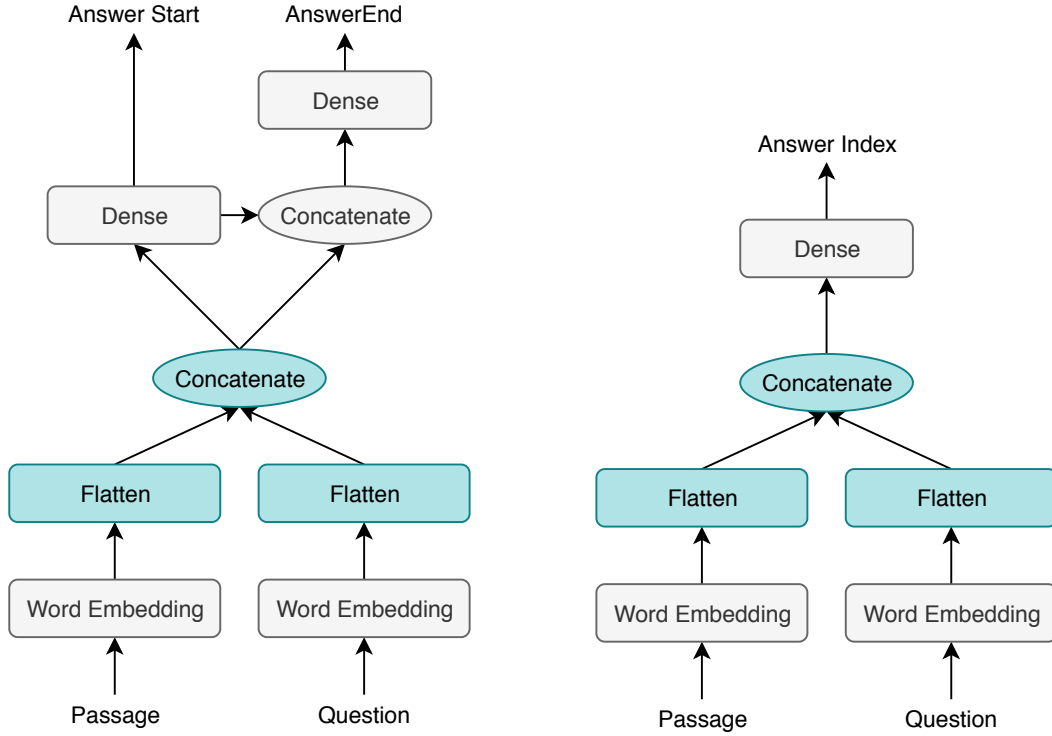 Answer Start
AnswerEnd
Dense
Dense
Concatenate
Concatenate
Flatten
Flatten
Word Embedding
Word Embedding
Passage
Question
Answer Index
Dense
Concatenate
Flatten
Flatten
Word Embedding
Word Embedding
Passage
Question